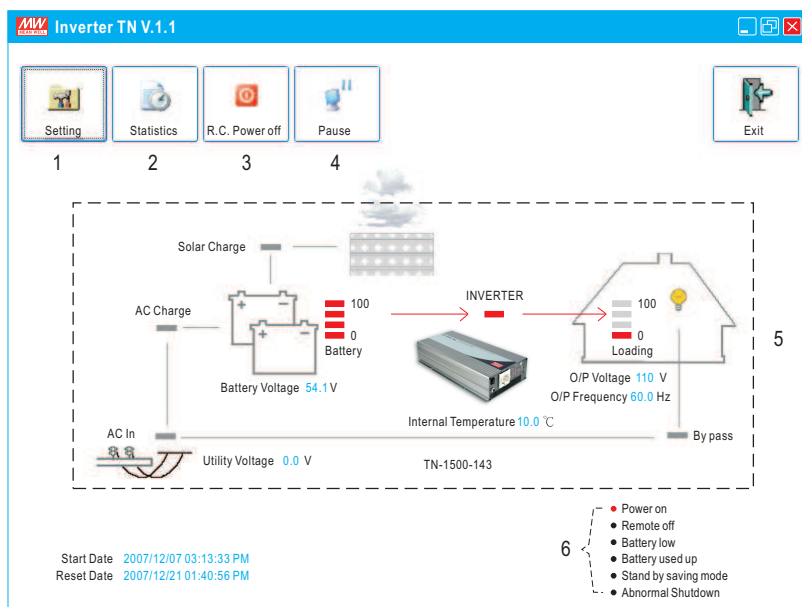 MW
MEAN WELL
Inverter TN V.1.1
Setting
Statistics
R.C. Power off
Pause
Exit
1
2
3
4
Solar Charge
AC Charge
100
0
Battery
INVERTER
100
0
Loading
5
Battery Voltage 54.1 V
O/P Voltage 110 V
O/P Frequency 60.0 Hz
Internal Temperature 10.0 ℃
AC In
By pass
Utility Voltage 0.0 V
TN-1500-143
6
Power on
Remote off
Battery low
Battery used up
Stand by saving mode
Abnormal Shutdown
Start Date 2007/12/07 03:13:33 PM
Reset Date 2007/12/21 01:40:56 PM